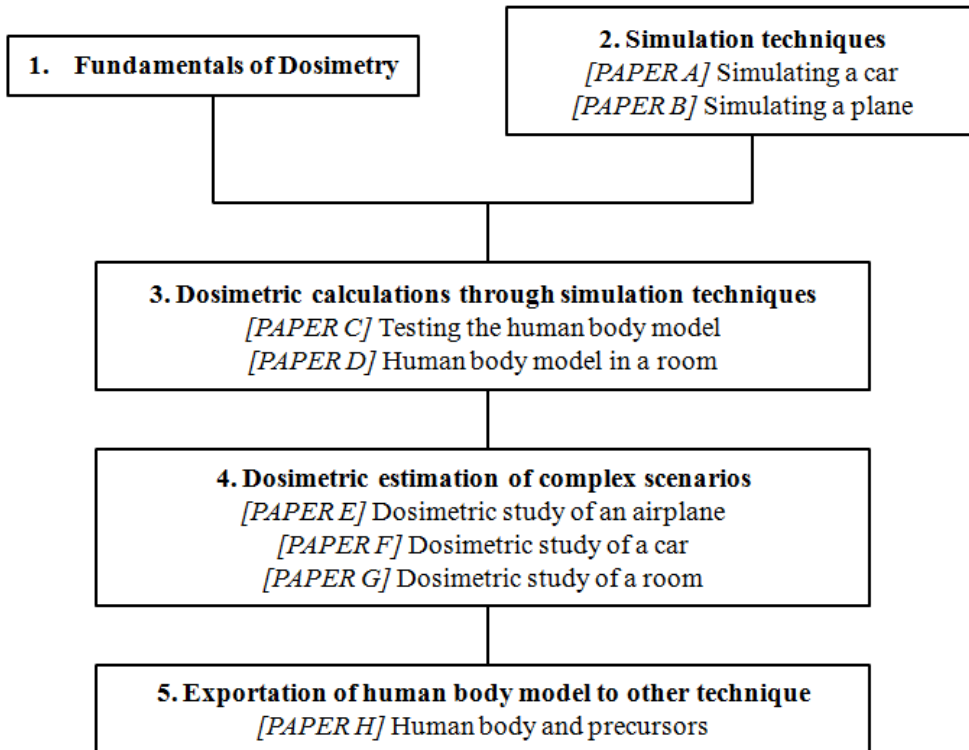 1. Fundamentals of Dosimetry
2. Simulation techniques
[PAPER A] Simulating a car
[PAPER B] Simulating a plane
3. Dosimetric calculations through simulation techniques
[PAPER C] Testing the human body model
[PAPER D] Human body model in a room
4. Dosimetric estimation of complex scenarios
[PAPER E] Dosimetric study of an airplane
[PAPER F] Dosimetric study of a car
[PAPER G] Dosimetric study of a room
5. Exportation of human body model to other technique
[PAPER H] Human body and precursors